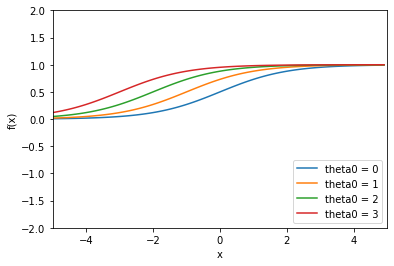 2.0
1.5
1.0
0.5
0.0
−0.5
−1.0
−1.5
−2.0
f(x)
−4
−2
0
2
4
x
theta0 = 0
theta0 = 1
theta0 = 2
theta0 = 3